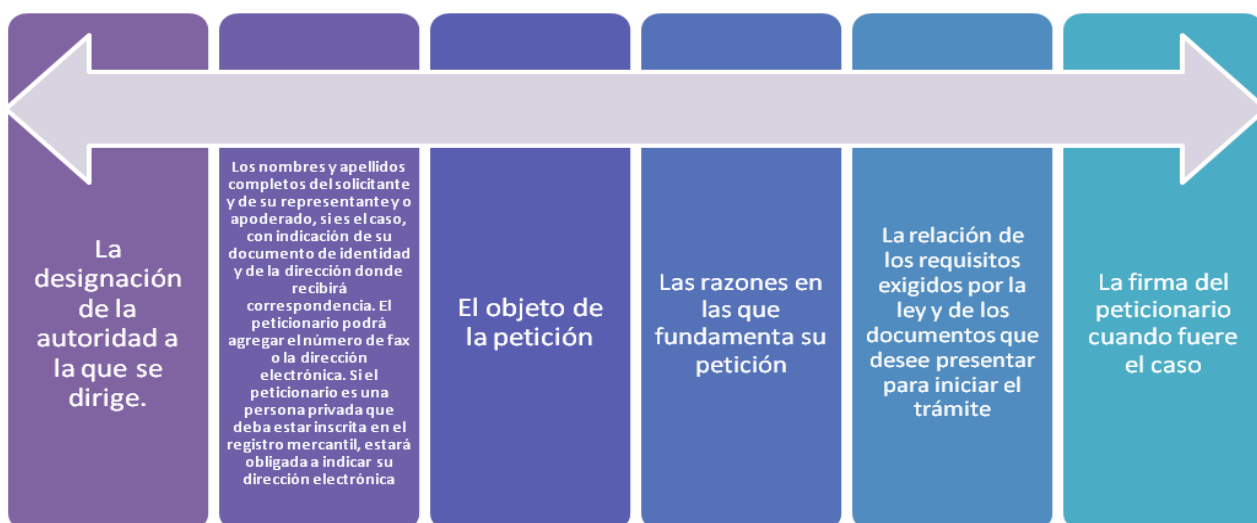 La
designación
de la
autoridad a
la que se
dirige.
Los nombres y apellidos
completos del solicitante
y de su representante y o
apoderado, si es el caso,
con indicación de su
documento de identidad
y de la dirección donde
recibirá
correspondencia. El
peticionario podrá
agregar el número de fax
o la dirección
electrónica. Si el
peticionario es una
persona privada que
deba estar inscrita en el
registro mercantil, estará
obligada a indicar su
dirección electrónica
El objeto de
la petición
Las razones en
las que
fundamenta su
petición
La relación de
los requisitos
exigidos por la
ley y de los
documentos que
desee presentar
para iniciar el
trámite
La firma del
peticionario
cuando fuere
el caso